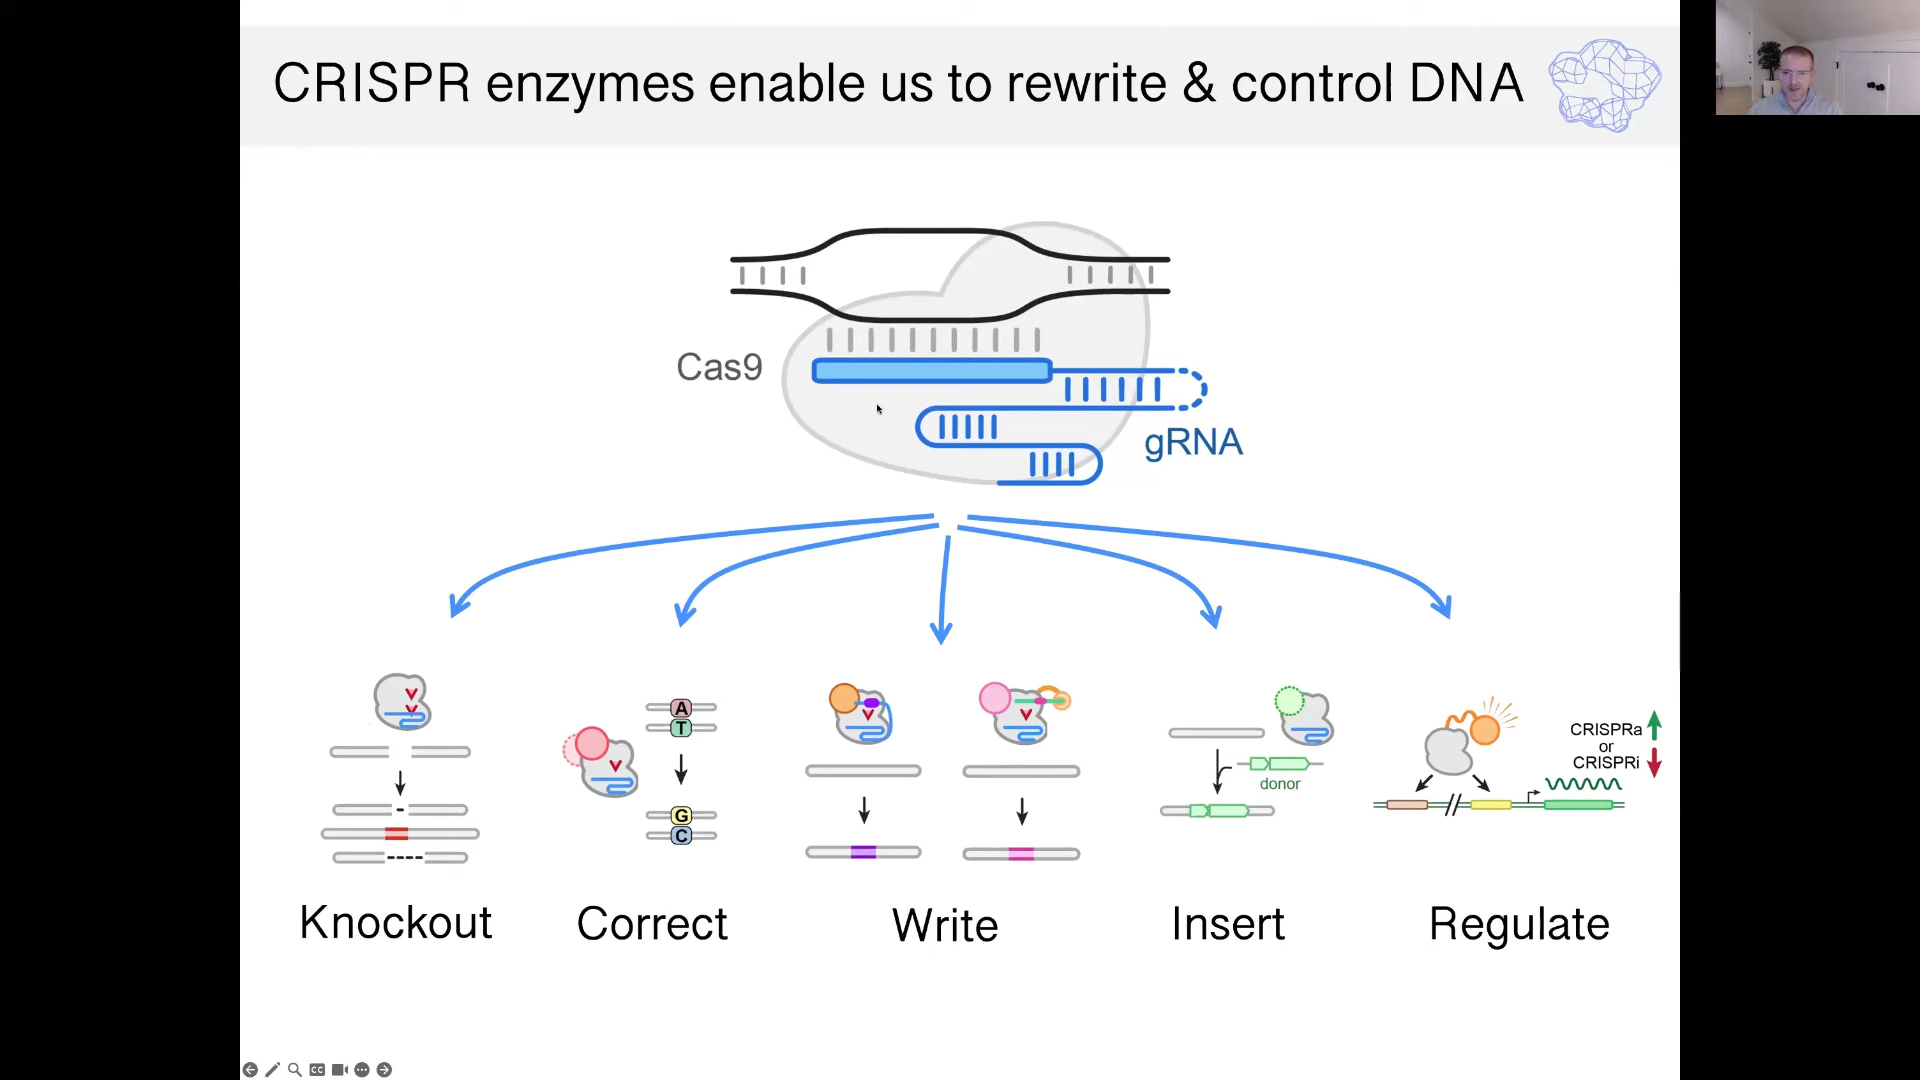 CRISPR enzymes enable us to rewrite & control DNA
Cas9
gRNA
A
T
G
C
donor
CRISPRa
or
CRISPRi
Knockout
Correct
Write
Insert
Regulate
CC